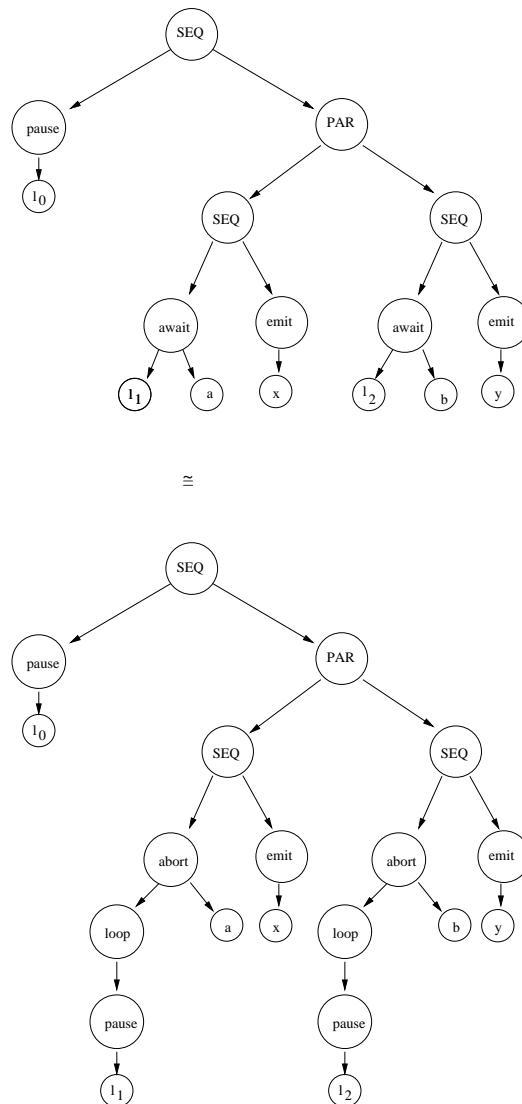 SEQ
pause
PAR
l0
SEQ
SEQ
await
emit
await
emit
l1
a
x
l2
b
y
≅
SEQ
pause
PAR
l0
SEQ
SEQ
abort
emit
abort
emit
loop
a
x
loop
b
y
pause
pause
l1
l2